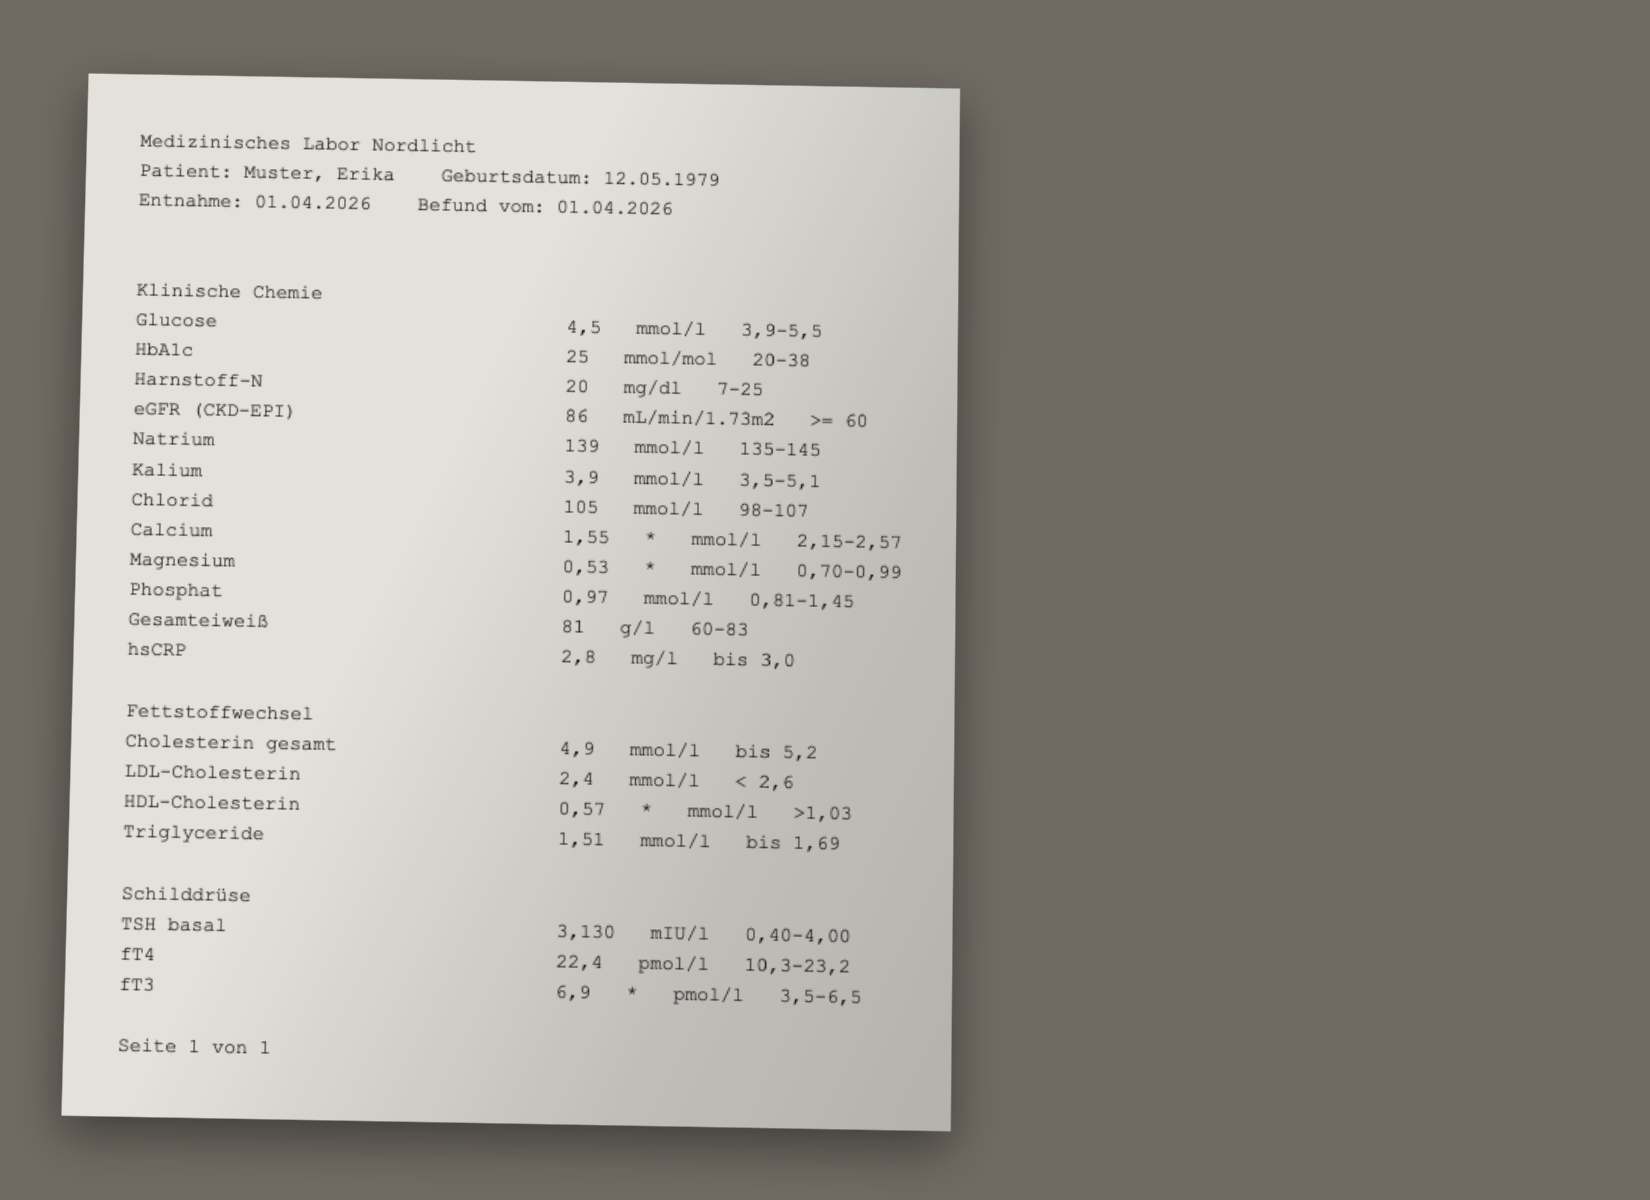 Medizinisches Labor Nordlicht
Patient: Muster, Erika    Geburtsdatum: 12.05.1979
Entnahme: 01.04.2026    Befund vom: 01.04.2026
Klinische Chemie
Glucose    4,5   mmol/l   3,9-5,5
HbA1c    25   mmol/mol   20-38
Harnstoff-N    20   mg/dl   7-25
eGFR (CKD-EPI)    86   mL/min/1.73m2   >= 60
Natrium    139   mmol/l   135-145
Kalium    3,9   mmol/l   3,5-5,1
Chlorid    105   mmol/l   98-107
Calcium    1,55   *   mmol/l   2,15-2,57
Magnesium    0,53   *   mmol/l   0,70-0,99
Phosphat    0,97   mmol/l   0,81-1,45
Gesamteiweiß    81   g/l   60-83
hsCRP    2,8   mg/l   bis 3,0
Fettstoffwechsel
Cholesterin gesamt    4,9   mmol/l   bis 5,2
LDL-Cholesterin    2,4   mmol/l   < 2,6
HDL-Cholesterin    0,57   *   mmol/l   >1,03
Triglyceride    1,51   mmol/l   bis 1,69
Schilddrüse
TSH basal    3,130   mIU/l   0,40-4,00
fT4    22,4   pmol/l   10,3-23,2
fT3    6,9   *   pmol/l   3,5-6,5
Seite 1 von 1